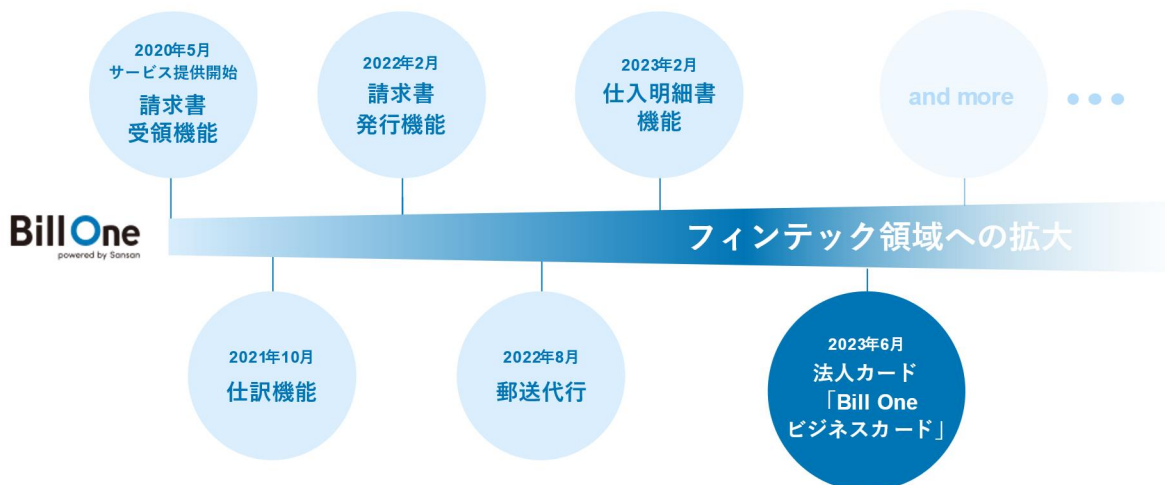 2020年5月
サービス提供開始
請求書
受領機能
2022年2月
請求書
発行機能
2023年2月
仕入明細書
機能
and more
Bill One
powered by Sansan
フィンテック領域への拡大
2021年10月
仕訳機能
2022年8月
郵送代行
2023年6月
法人カード
「Bill One
ビジネスカード」